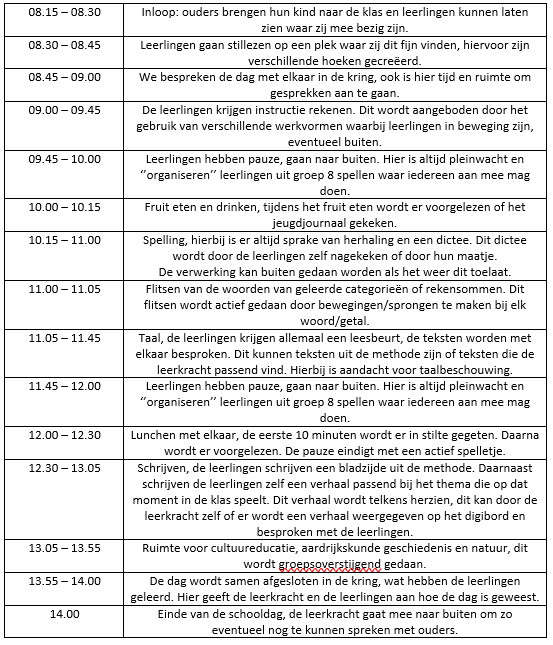 08.15 – 08.30 Inloop: ouders brengen hun kind naar de klas en leerlingen kunnen laten
zien waar zij mee bezig zijn.
08.30 – 08.45 Leerlingen gaan stillezen op een plek waar zij dit fijn vinden, hiervoor zijn
verschillende hoeken gecreëerd.
08.45 – 09.00 We bespreken de dag met elkaar in de kring, ook is hier tijd en ruimte om
gesprekken aan te gaan.
09.00 – 09.45 De leerlingen krijgen instructie rekenen. Dit wordt aangeboden door het
gebruik van verschillende werkvormen waarbij leerlingen in beweging zijn,
eventueel buiten.
09.45 – 10.00 Leerlingen hebben pauze, gaan naar buiten. Hier is altijd pleinwacht en
‘’organiseren’’ leerlingen uit groep 8 spellen waar iedereen aan mee mag
doen.
10.00 – 10.15 Fruit eten en drinken, tijdens het fruit eten wordt er voorgelezen of het
jeugdjournaal gekeken.
10.15 – 11.00 Spelling, hierbij is er altijd sprake van herhaling en een dictee. Dit dictee
wordt door de leerlingen zelf nagekeken of door hun maatje.
De verwerking kan buiten gedaan worden als het weer dit toelaat.
11.00 – 11.05 Flitsen van de woorden van geleerde categorieën of rekensommen. Dit
flitsen wordt actief gedaan door bewegingen/sprongen te maken bij elk
woord/getal.
11.05 – 11.45 Taal, de leerlingen krijgen allemaal een leesbeurt, de teksten worden met
elkaar besproken. Dit kunnen teksten uit de methode zijn of teksten die de
leerkracht passend vind. Hierbij is aandacht voor taalbeschouwing.
11.45 – 12.00 Leerlingen hebben pauze, gaan naar buiten. Hier is altijd pleinwacht en
‘’organiseren’’ leerlingen uit groep 8 spellen waar iedereen aan mee mag
doen.
12.00 – 12.30 Lunchen met elkaar, de eerste 10 minuten wordt er in stilte gegeten. Daarna
wordt er voorgelezen. De pauze eindigt met een actief spelletje.
12.30 – 13.05 Schrijven, de leerlingen schrijven een bladzijde uit de methode. Daarnaast
schrijven de leerlingen zelf een verhaal passend bij het thema die op dat
moment in de klas speelt. Dit verhaal wordt telkens herzien, dit kan door de
leerkracht zelf of er wordt een verhaal weergegeven op het digibord en
besproken met de leerlingen.
13.05 – 13.55 Ruimte voor cultuureducatie, aardrijkskunde geschiedenis en natuur, dit
wordt groepsoverstijgend gedaan.
13.55 – 14.00 De dag wordt samen afgesloten in de kring, wat hebben de leerlingen
geleerd. Hier geeft de leerkracht en de leerlingen aan hoe de dag is geweest.
14.00 Einde van de schooldag, de leerkracht gaat mee naar buiten om zo
eventueel nog te kunnen spreken met ouders.